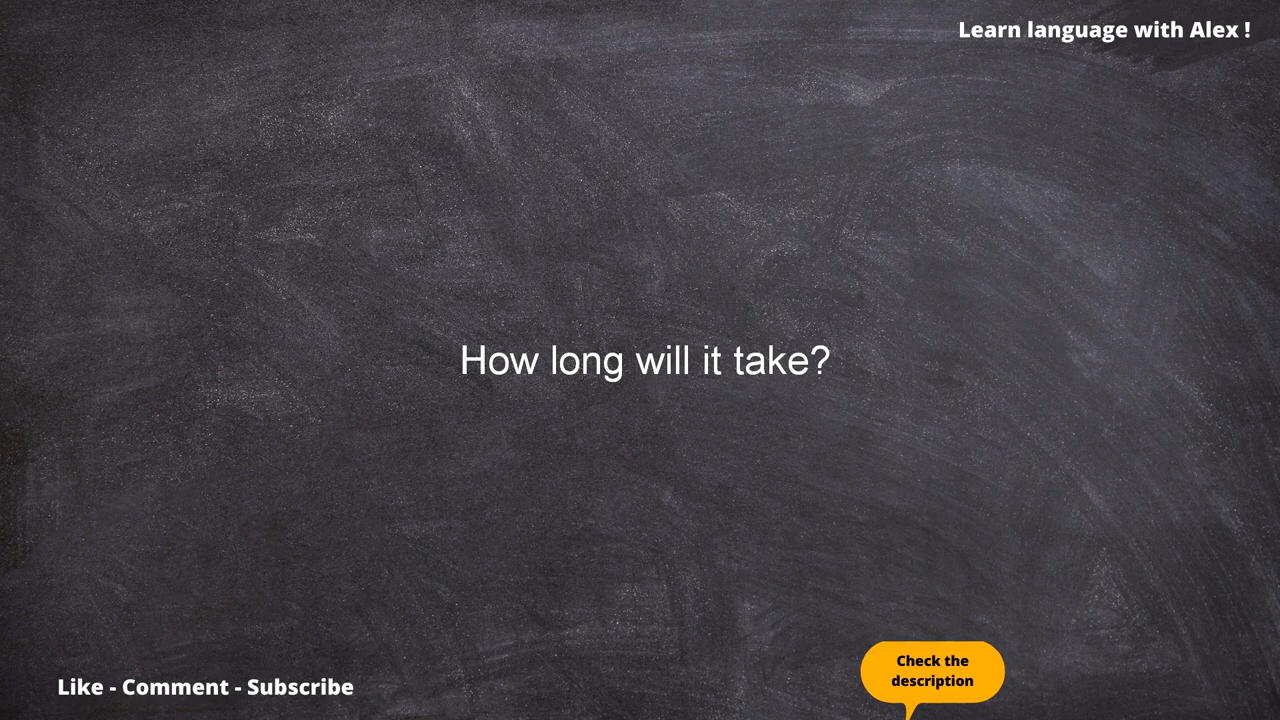 Learn language with Alex !
How long will it take?
Check the
description
Like - Comment - Subscribe